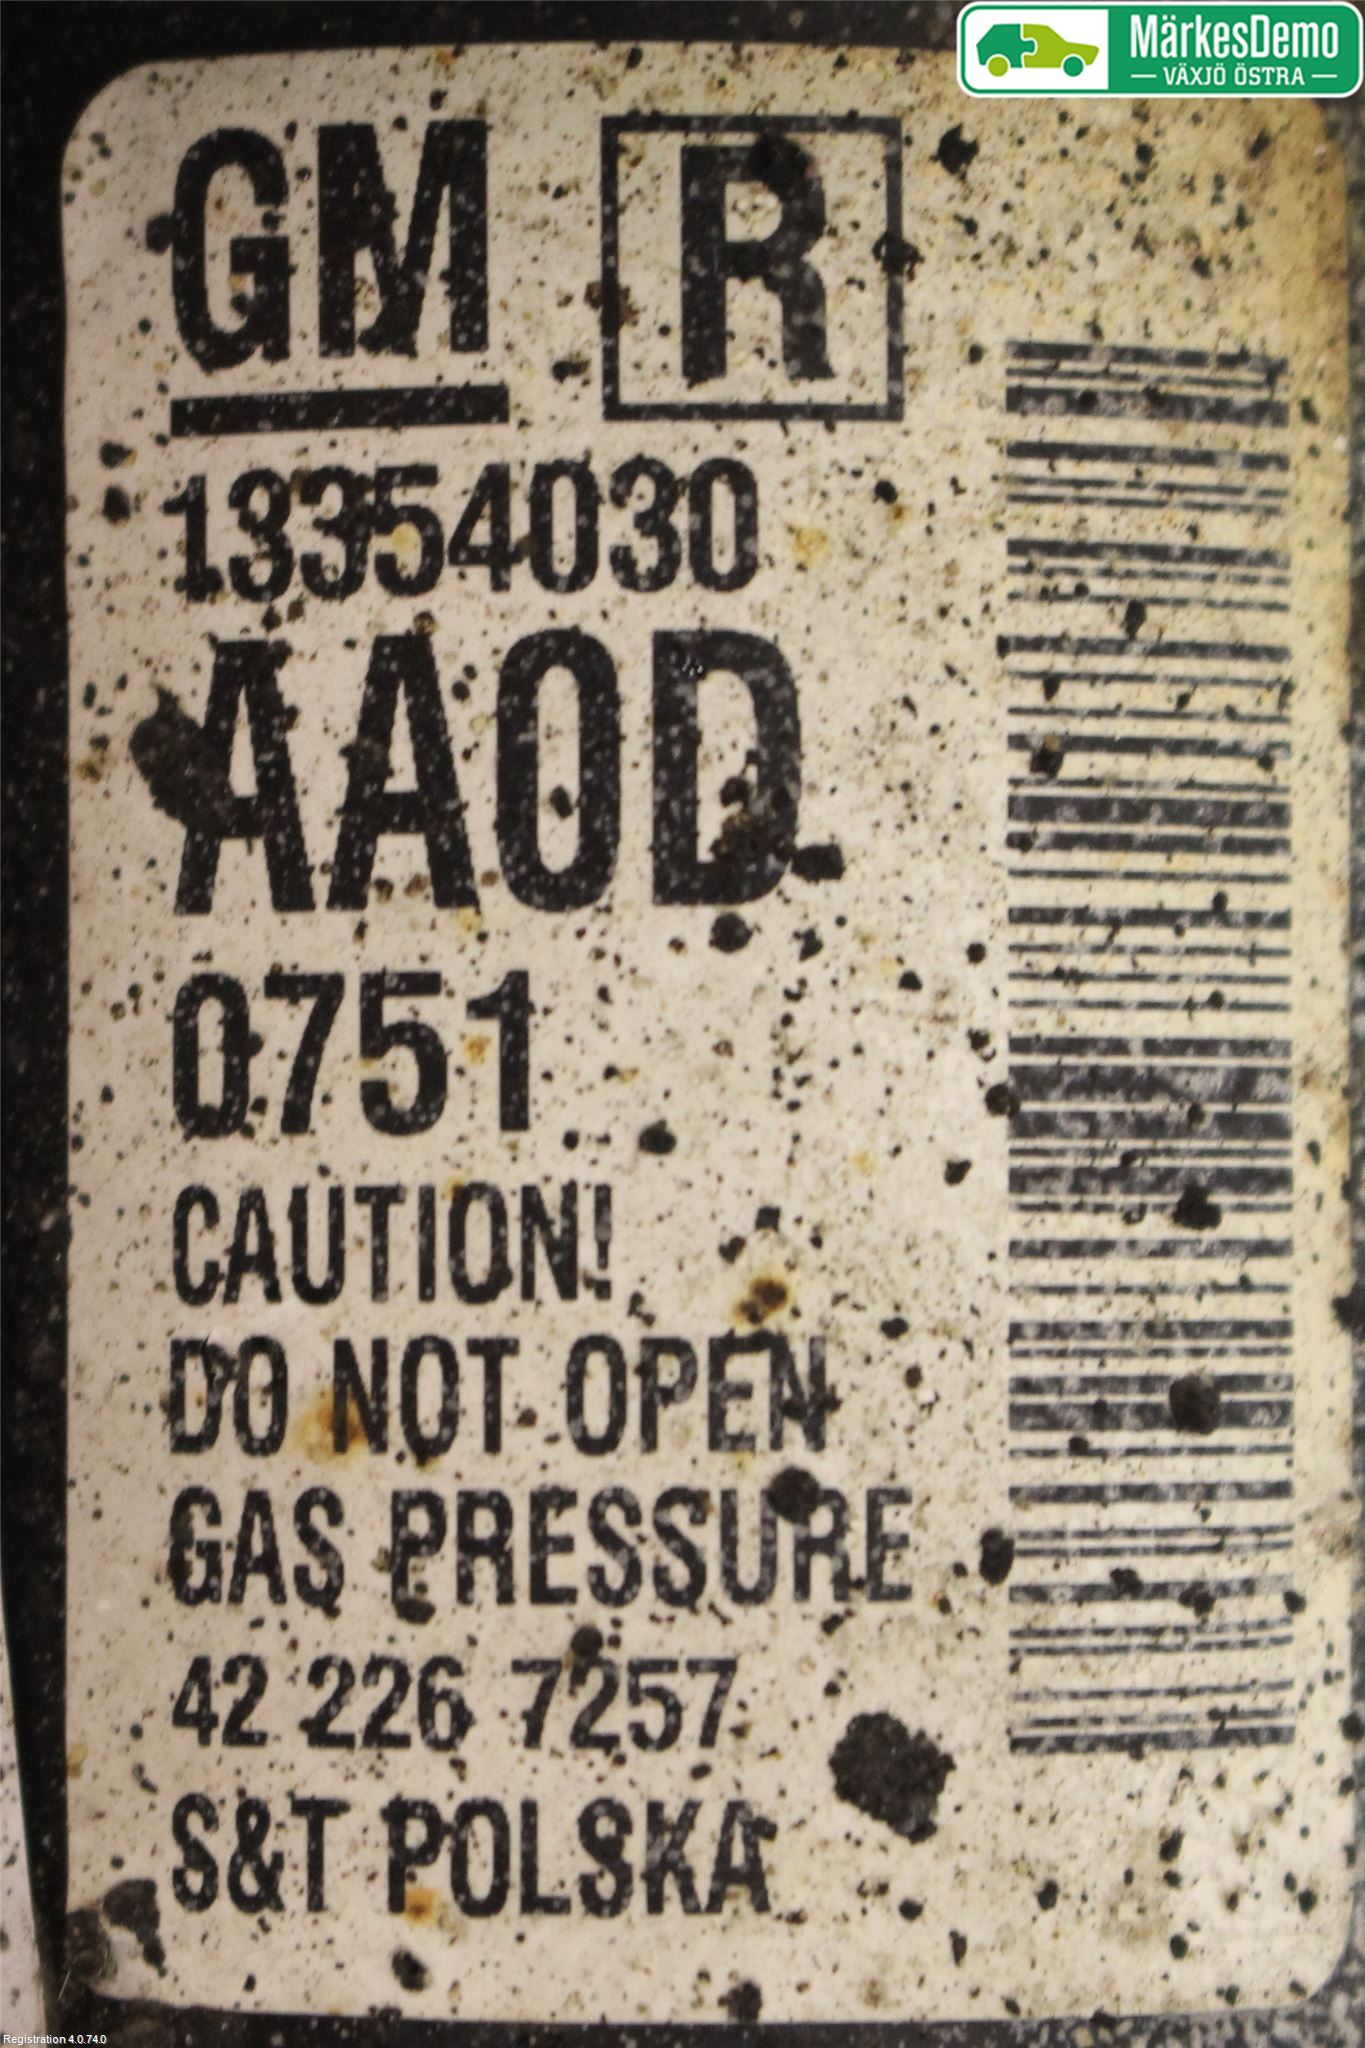 MärkesDemo
VÄXJÖ ÖSTRA
GM R
13354030
AA0D
0751
CAUTION!
DO NOT OPEN
GAS PRESSURE
42 226 7257
S&T POLSKA
Registration 4.0.74.0